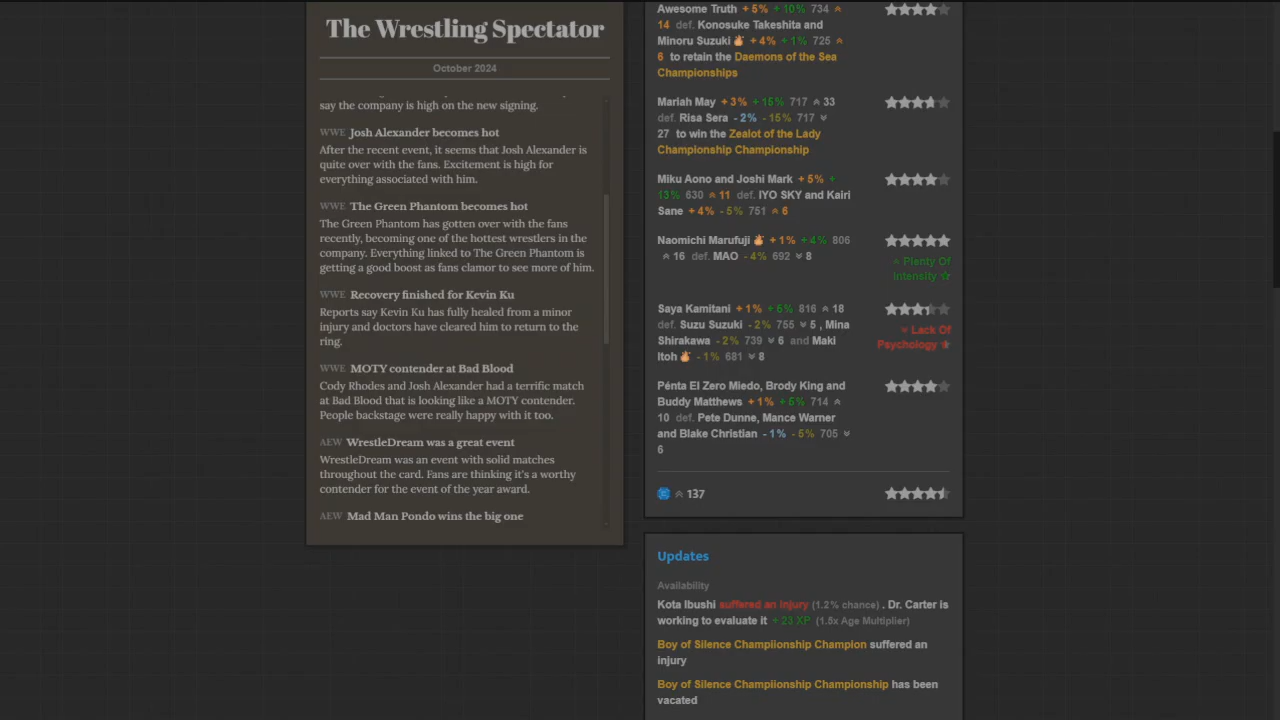 The Wrestling Spectator
October 2024
say the company is high on the new signing.
WWE Josh Alexander becomes hot
After the recent event, it seems that Josh Alexander is
quite over with the fans. Excitement is high for
everything associated with him.
WWE The Green Phantom becomes hot
The Green Phantom has gotten over with the fans
recently, becoming one of the hottest wrestlers in the
company. Everything linked to The Green Phantom is
getting a good boost as fans clamor to see more of him.
WWE Recovery finished for Kevin Ku
Reports say Kevin Ku has fully healed from a minor
injury and doctors have cleared him to return to the
ring.
WWE MOTY contender at Bad Blood
Cody Rhodes and Josh Alexander had a terrific match
at Bad Blood that is looking like a MOTY contender.
People backstage were really happy with it too.
AEW WrestleDream was a great event
WrestleDream was an event with solid matches
throughout the card. Fans are thinking it's a worthy
contender for the event of the year award.
AEW Mad Man Pondo wins the big one
Awesome Truth + 5% + 10% 734
14 def. Konosuke Takeshita and
Minoru Suzuki + 4% + 1% 725
6 to retain the Daemons of the Sea
Championships
Mariah May + 3% + 15% 717 33
def. Risa Sera - 2% - 15% 717
27 to win the Zealot of the Lady
Championship Championship
Miku Aono and Joshi Mark + 5% +
13% 630 11 def. IYO SKY and Kairi
Sane + 4% - 5% 751 6
Naomichi Marufuji + 1% + 4% 806
16 def. MAO - 4% 692 8
Plenty Of
Intensity
Saya Kamitani + 1% + 6% 816 18
def. Suzu Suzuki - 2% 755 5 , Mina
Shirakawa - 2% 739 6 and Maki
Itoh - 1% 681 8
Lack Of
Psychology
Pénta El Zero Miedo, Brody King and
Buddy Matthews + 1% + 5% 714
10 def. Pete Dunne, Mance Warner
and Blake Christian - 1% - 5% 705
6
137
Updates
Availability
Kota Ibushi suffered an Injury (1.2% chance) . Dr. Carter is
working to evaluate it + 23 XP (1.5x Age Multiplier)
Boy of Silence Champiionship Champion suffered an
injury
Boy of Silence Champiionship Championship has been
vacated